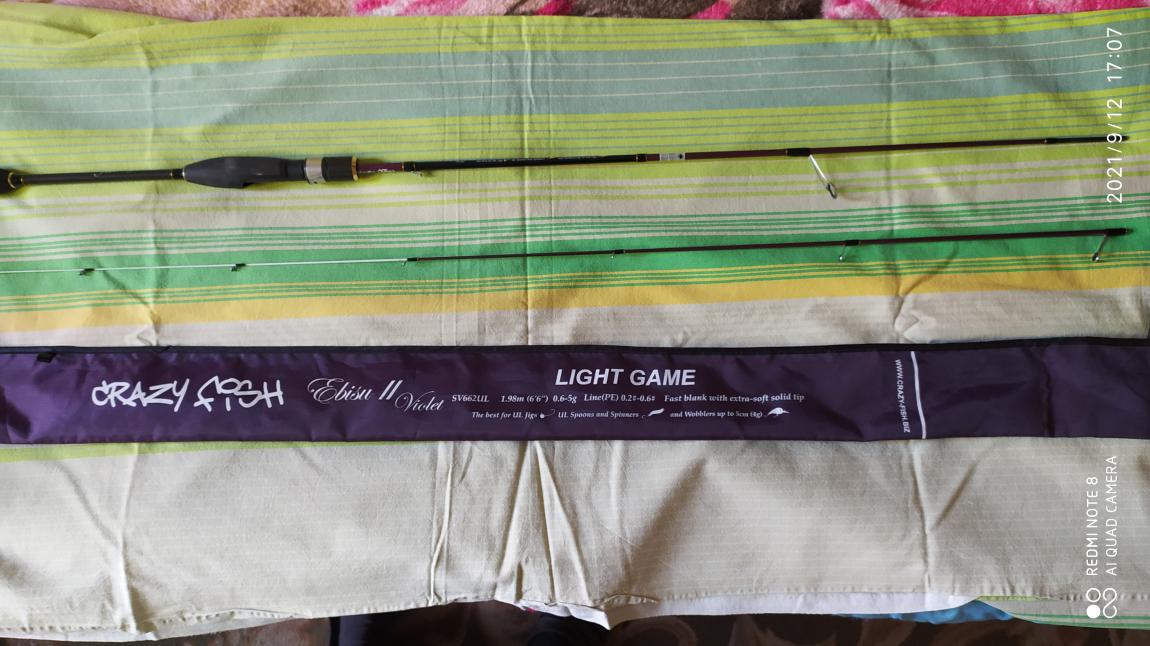 CRAZY FISH
Ebisu II
Violet
LIGHT GAME
SV662UL 1.98m (6'6") 0.6-5g Line(PE) 0.2#-0.6# Fast blank with extra-soft solid tip
The best for UL Jigs UL Spoons and Spinners and Wobblers up to 5cm (4g)
WWW.CRAZY-FISH.BIZ
2021/9/12 17:07
REDMI NOTE 8
AI QUAD CAMERA